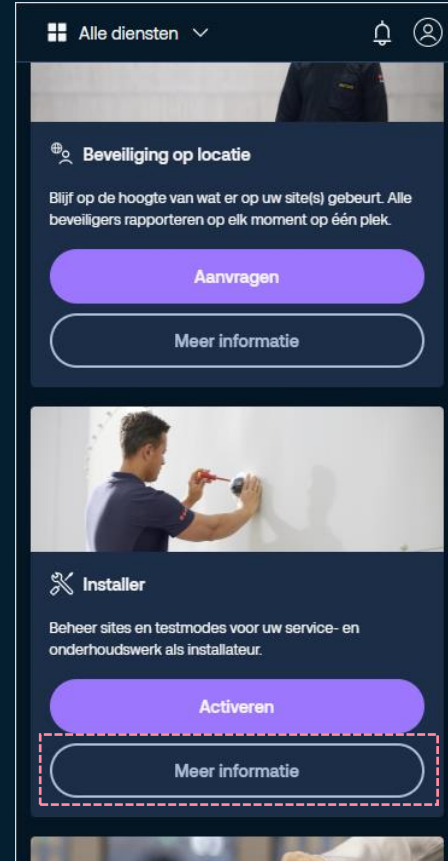 Alle diensten
Beveiliging op locatie
Blijf op de hoogte van wat er op uw site(s) gebeurt. Alle
beveiligers rapporteren op elk moment op één plek.
Aanvragen
Meer informatie
Installer
Beheer sites en testmodes voor uw service- en
onderhoudswerk als installateur.
Activeren
Meer informatie